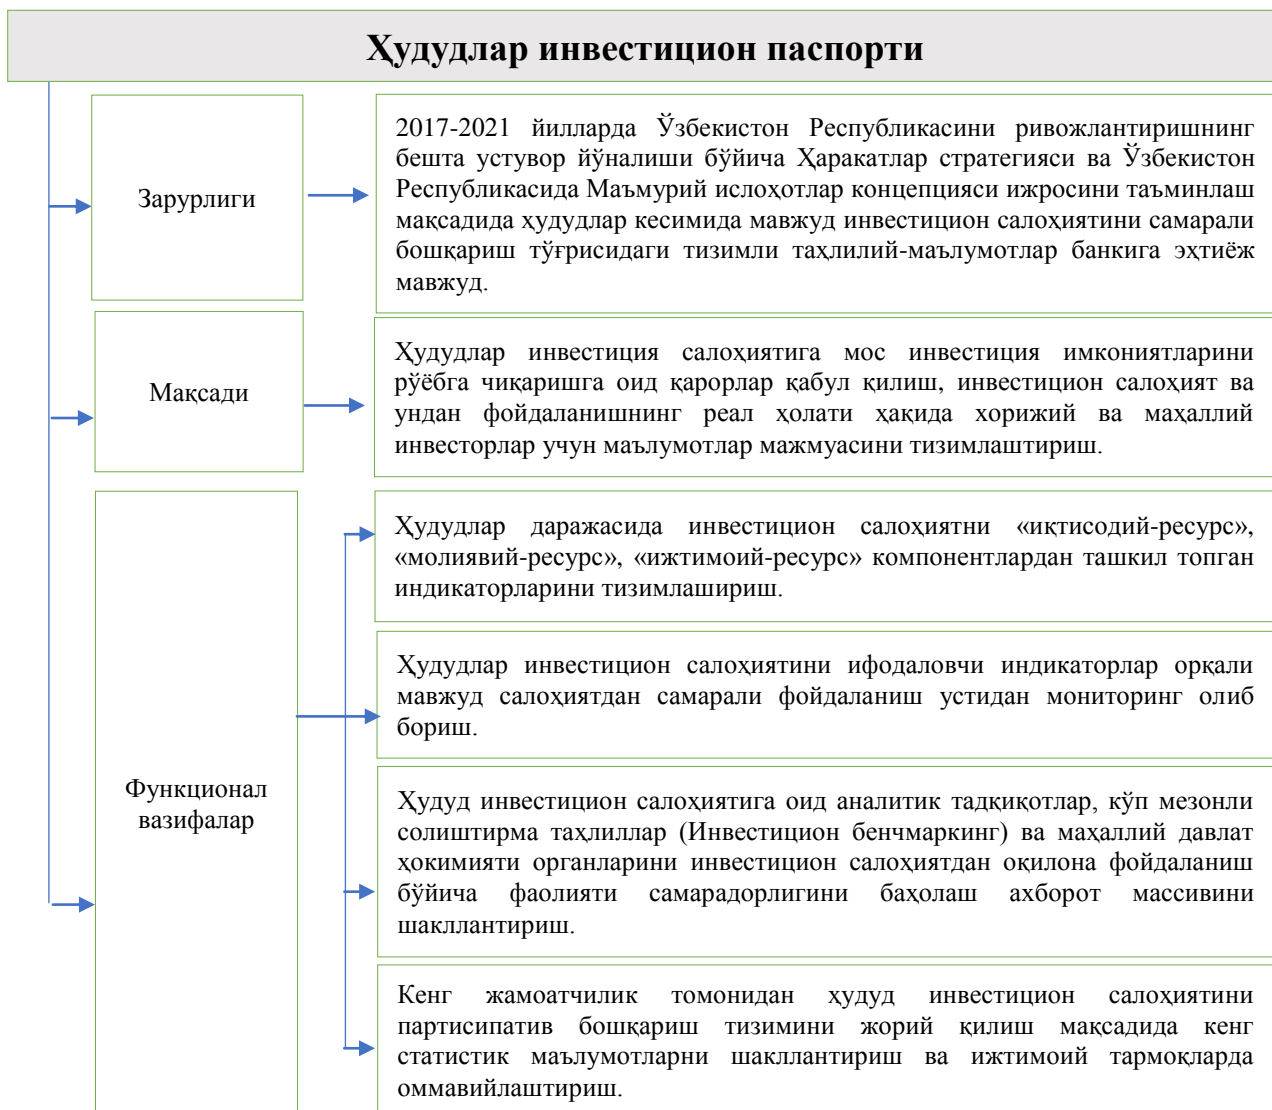 Ҳудудлар инвестицион паспорти
Зарурлиги
2017-2021 йилларда Ўзбекистон Республикасини ривожлантиришнинг
бешта устувор йўналиши бўйича Ҳаракатлар стратегияси ва Ўзбекистон
Республикасида Маъмурий ислоҳотлар концепцияси ижросини таъминлаш
мақсадида ҳудудлар кесимида мавжуд инвестицион салоҳиятини самарали
бошқариш тўғрисидаги тизимли таҳлилий-маълумотлар банкига эҳтиёж
мавжуд.
Мақсади
Ҳудудлар инвестиция салоҳиятига мос инвестиция имкониятларини
рўёбга чиқаришга оид қарорлар қабул қилиш, инвестицион салоҳият ва
ундан фойдаланишнинг реал ҳолати ҳақида хорижий ва маҳаллий
инвесторлар учун маълумотлар мажмуасини тизимлаштириш.
Функционал
вазифалар
Ҳудудлар даражасида инвестицион салоҳиятни «иқтисодий-ресурс»,
«молиявий-ресурс», «ижтимоий-ресурс» компонентлардан ташкил топган
индикаторларини тизимлашириш.
Ҳудудлар инвестицион салоҳиятини ифодаловчи индикаторлар орқали
мавжуд салоҳиятдан самарали фойдаланиш устидан мониторинг олиб
бориш.
Ҳудуд инвестицион салоҳиятига оид аналитик тадқиқотлар, кўп мезонли
солиштирма таҳлиллар (Инвестицион бенчмаркинг) ва маҳаллий давлат
ҳокимияти органларини инвестицион салоҳиятдан оқилона фойдаланиш
бўйича фаолияти самарадорлигини баҳолаш ахборот массивини
шакллантириш.
Кенг жамоатчилик томонидан ҳудуд инвестицион салоҳиятини
партисипатив бошқариш тизимини жорий қилиш мақсадида кенг
статистик маълумотларни шакллантириш ва ижтимоий тармоқларда
оммавийлаштириш.